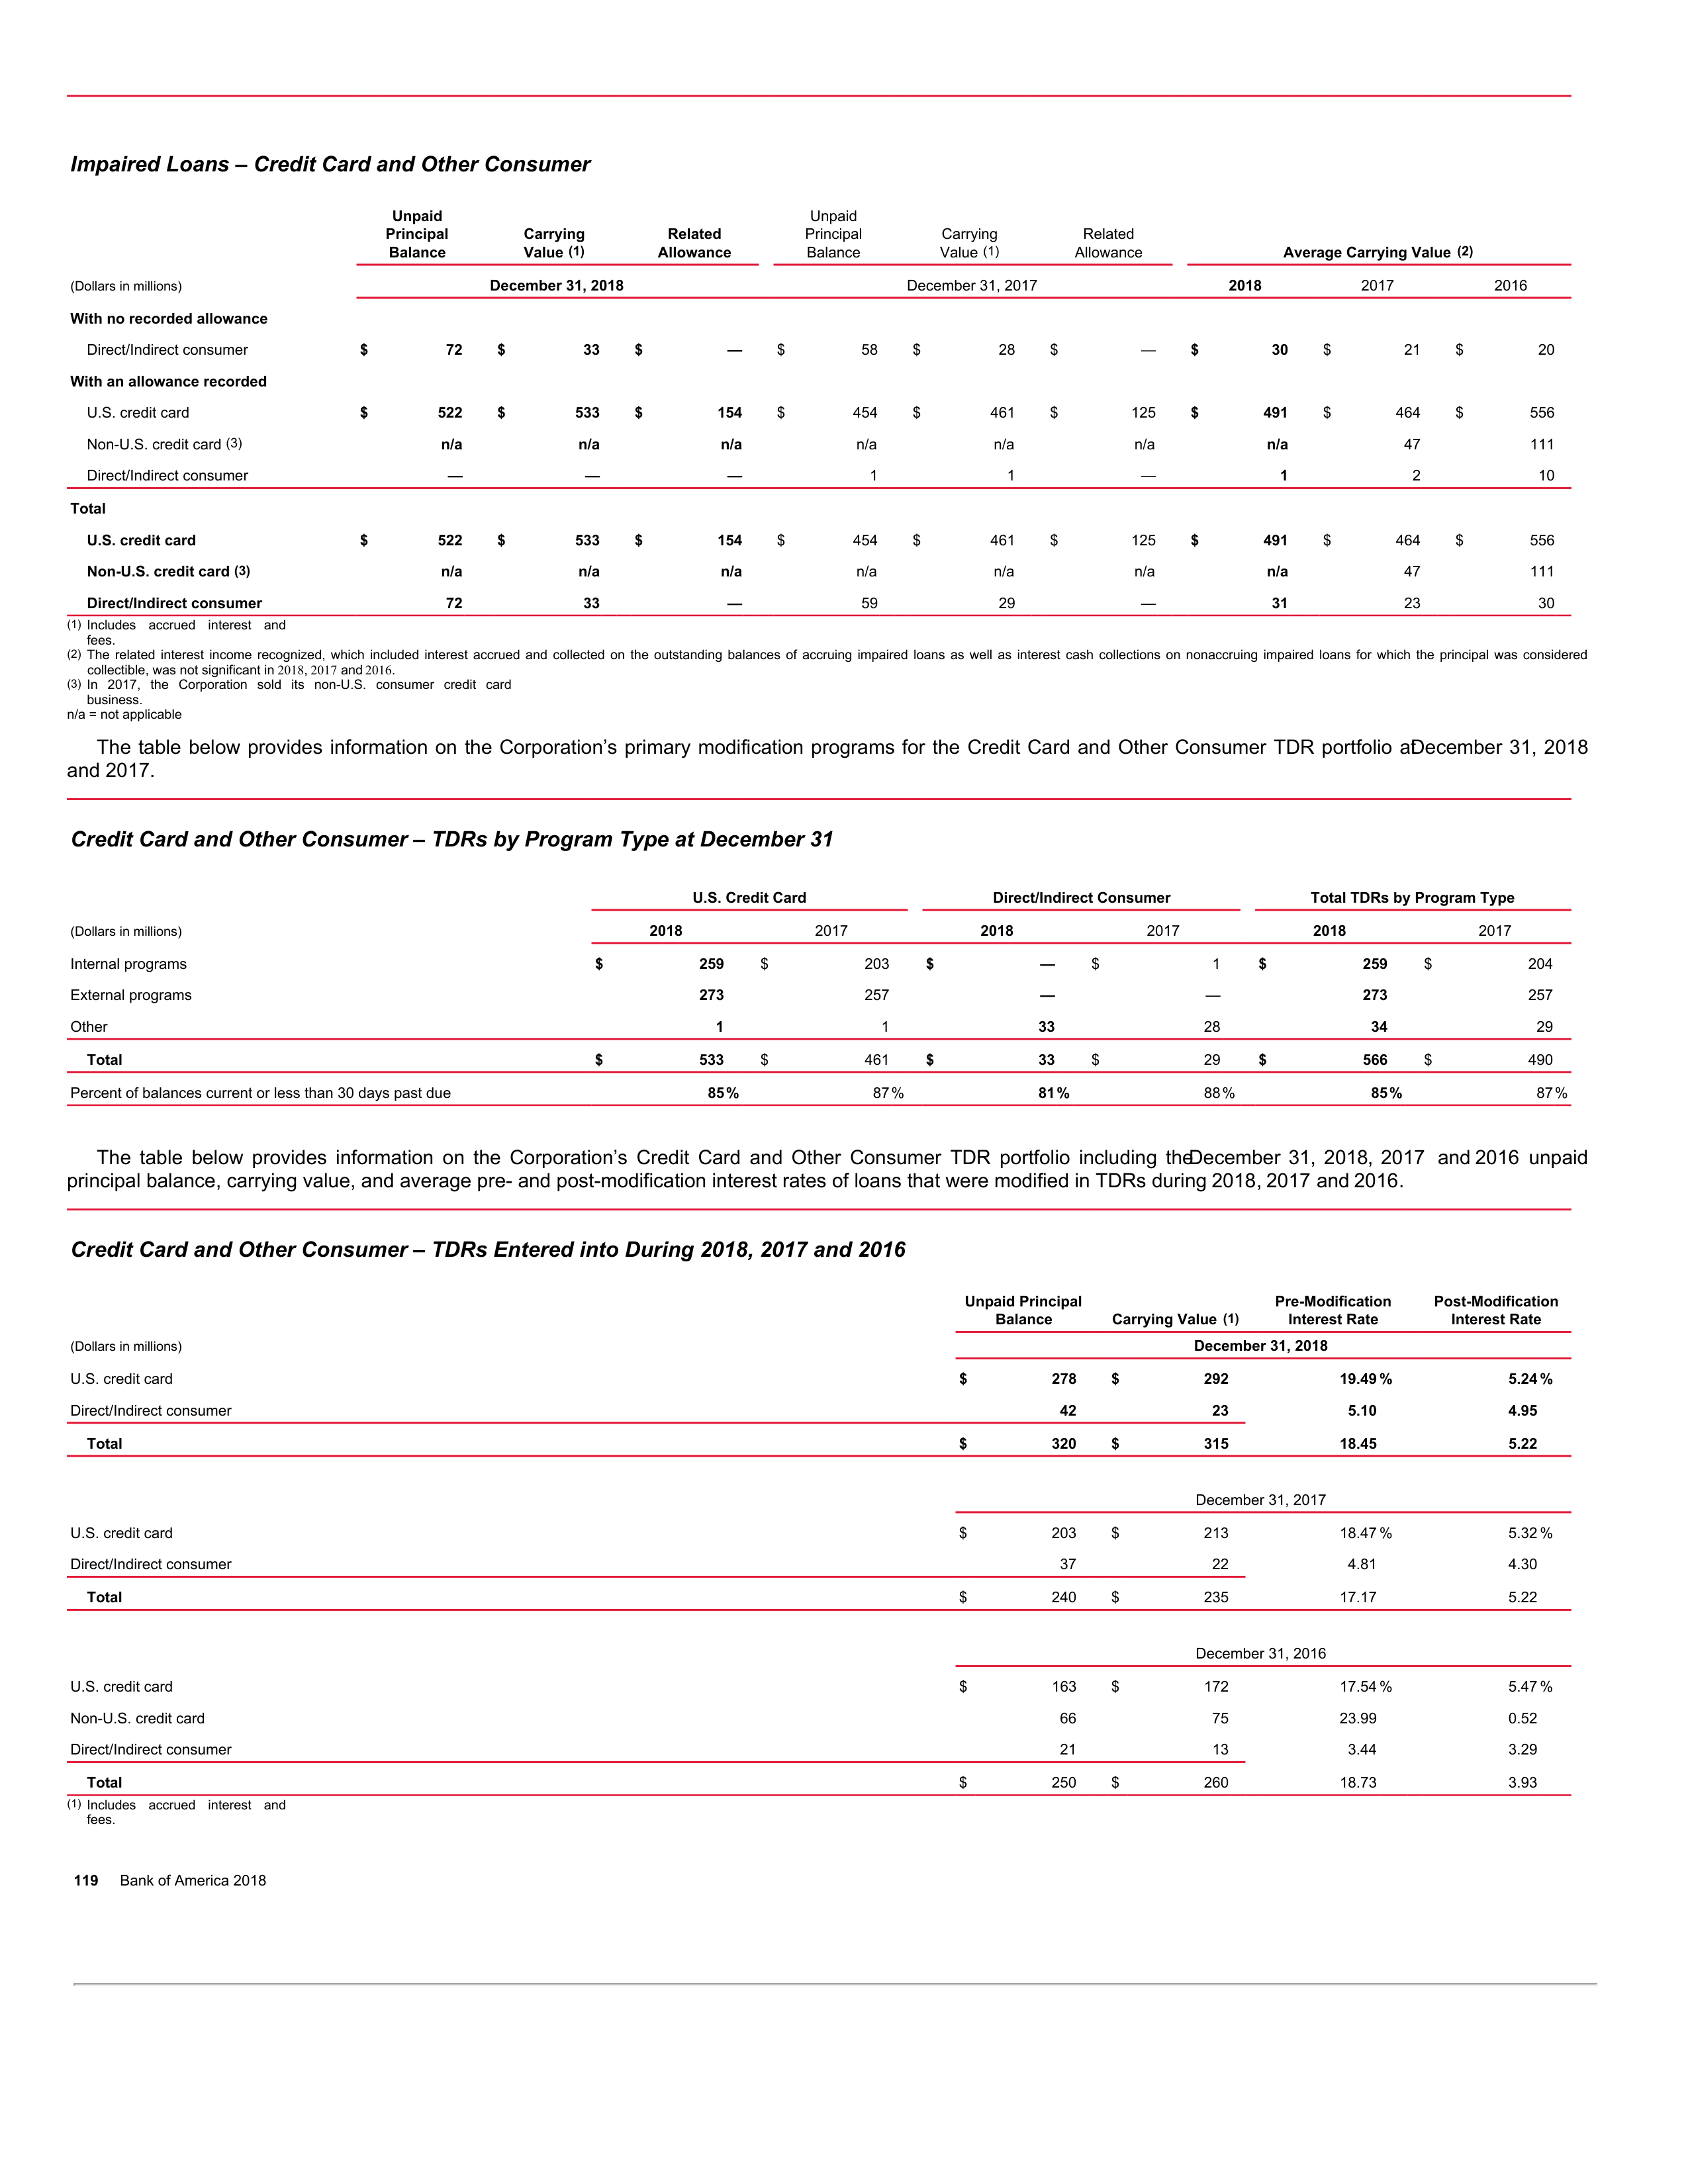 Impaired Loans – Credit Card and Other Consumer
Unpaid Principal Balance Carrying Value (1) Related Allowance Unpaid Principal Balance Carrying Value (1) Related Allowance Average Carrying Value (2)
(Dollars in millions) December 31, 2018 December 31, 2017 2018 2017 2016
With no recorded allowance
Direct/Indirect consumer $ 72 $ 33 $ — $ 58 $ 28 $ — $ 30 $ 21 $ 20
With an allowance recorded
U.S. credit card $ 522 $ 533 $ 154 $ 454 $ 461 $ 125 $ 491 $ 464 $ 556
Non-U.S. credit card (3) n/a n/a n/a n/a n/a n/a n/a 47 111
Direct/Indirect consumer — — — 1 1 — 1 2 10
Total
U.S. credit card $ 522 $ 533 $ 154 $ 454 $ 461 $ 125 $ 491 $ 464 $ 556
Non-U.S. credit card (3) n/a n/a n/a n/a n/a n/a n/a 47 111
Direct/Indirect consumer 72 33 — 59 29 — 31 23 30
(1) Includes accrued interest and
fees.
(2) The related interest income recognized, which included interest accrued and collected on the outstanding balances of accruing impaired loans as well as interest cash collections on nonaccruing impaired loans for which the principal was considered
collectible, was not significant in 2018, 2017 and 2016.
(3) In 2017, the Corporation sold its non-U.S. consumer credit card
business.
n/a = not applicable
The table below provides information on the Corporation's primary modification programs for the Credit Card and Other Consumer TDR portfolio aDecember 31, 2018
and 2017.
Credit Card and Other Consumer – TDRs by Program Type at December 31
U.S. Credit Card Direct/Indirect Consumer Total TDRs by Program Type
(Dollars in millions) 2018 2017 2018 2017 2018 2017
Internal programs $ 259 $ 203 $ — $ 1 $ 259 $ 204
External programs 273 257 — — 273 257
Other 1 1 33 28 34 29
Total $ 533 $ 461 $ 33 $ 29 $ 566 $ 490
Percent of balances current or less than 30 days past due 85% 87% 81% 88% 85% 87%
The table below provides information on the Corporation's Credit Card and Other Consumer TDR portfolio including theDecember 31, 2018, 2017 and 2016 unpaid
principal balance, carrying value, and average pre- and post-modification interest rates of loans that were modified in TDRs during 2018, 2017 and 2016.
Credit Card and Other Consumer – TDRs Entered into During 2018, 2017 and 2016
Unpaid Principal Balance Carrying Value (1) Pre-Modification Interest Rate Post-Modification Interest Rate
(Dollars in millions) December 31, 2018
U.S. credit card $ 278 $ 292 19.49% 5.24%
Direct/Indirect consumer 42 23 5.10 4.95
Total $ 320 $ 315 18.45 5.22
December 31, 2017
U.S. credit card $ 203 $ 213 18.47% 5.32%
Direct/Indirect consumer 37 22 4.81 4.30
Total $ 240 $ 235 17.17 5.22
December 31, 2016
U.S. credit card $ 163 $ 172 17.54% 5.47%
Non-U.S. credit card 66 75 23.99 0.52
Direct/Indirect consumer 21 13 3.44 3.29
Total $ 250 $ 260 18.73 3.93
(1) Includes accrued interest and
fees.
119 Bank of America 2018